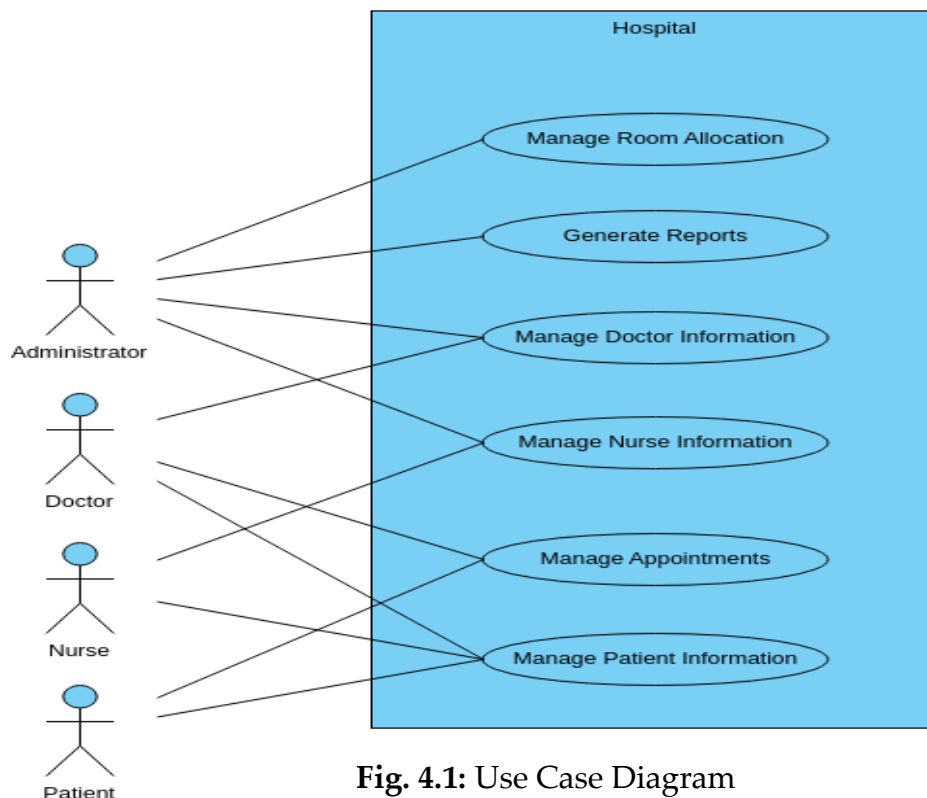 Hospital
Manage Room Allocation
Generate Reports
Manage Doctor Information
Administrator
Manage Nurse Information
Doctor
Manage Appointments
Nurse
Manage Patient Information
Patient
Fig. 4.1: Use Case Diagram